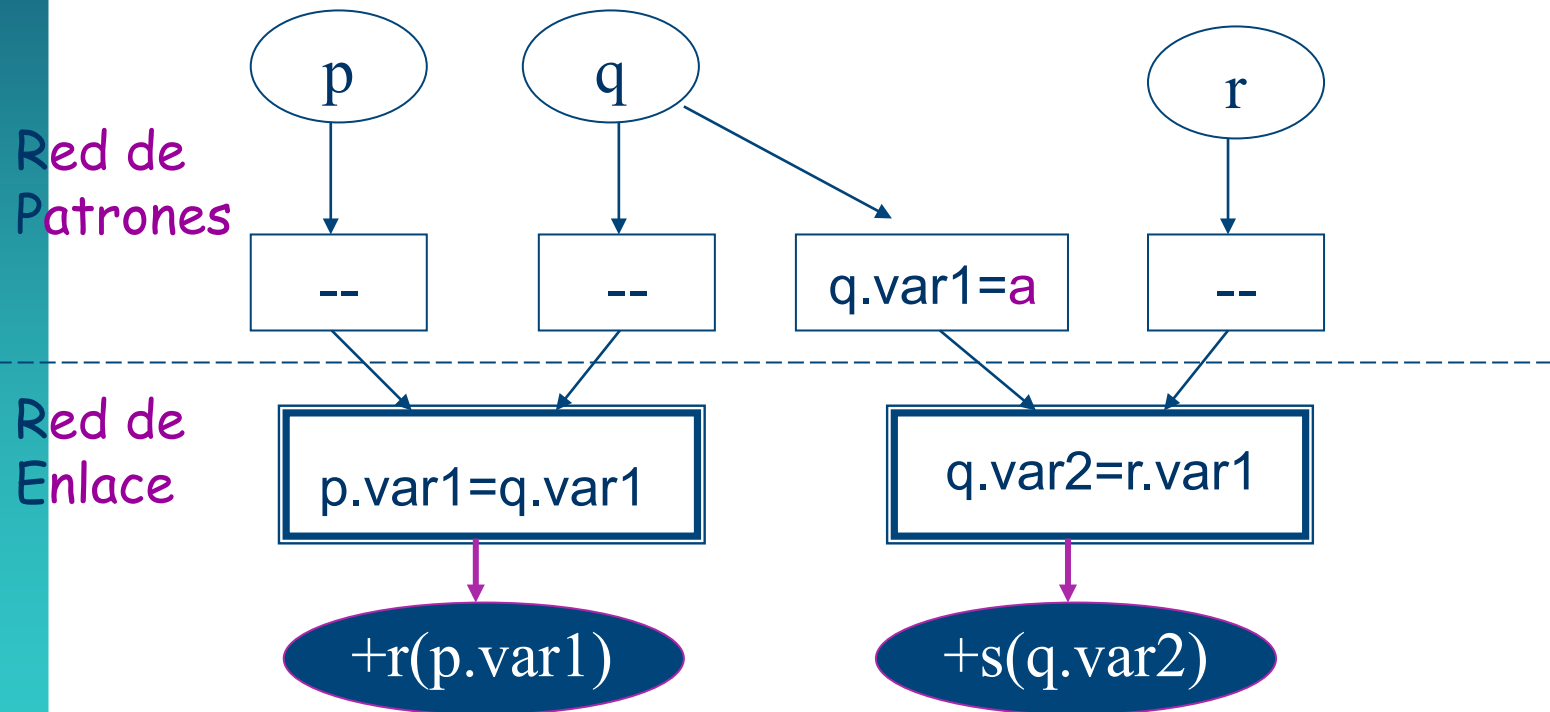 p
q
r
Red de
Patrones
--
--
q.var1=a
--
Red de
Enlace
p.var1=q.var1
q.var2=r.var1
+r(p.var1)
+s(q.var2)